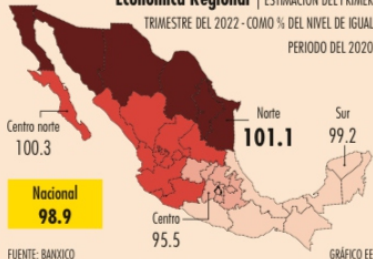 Económica Regional | ESTIMACIÓN DEL PRIMER
TRIMESTRE DEL 2022 - COMO % DEL NIVEL DE IGUAL
PERIODO DEL 2020
Norte
101.1
Sur
99.2
Centro norte
100.3
Nacional
98.9
Centro
95.5
FUENTE: BANXICO
GRÁFICO EE